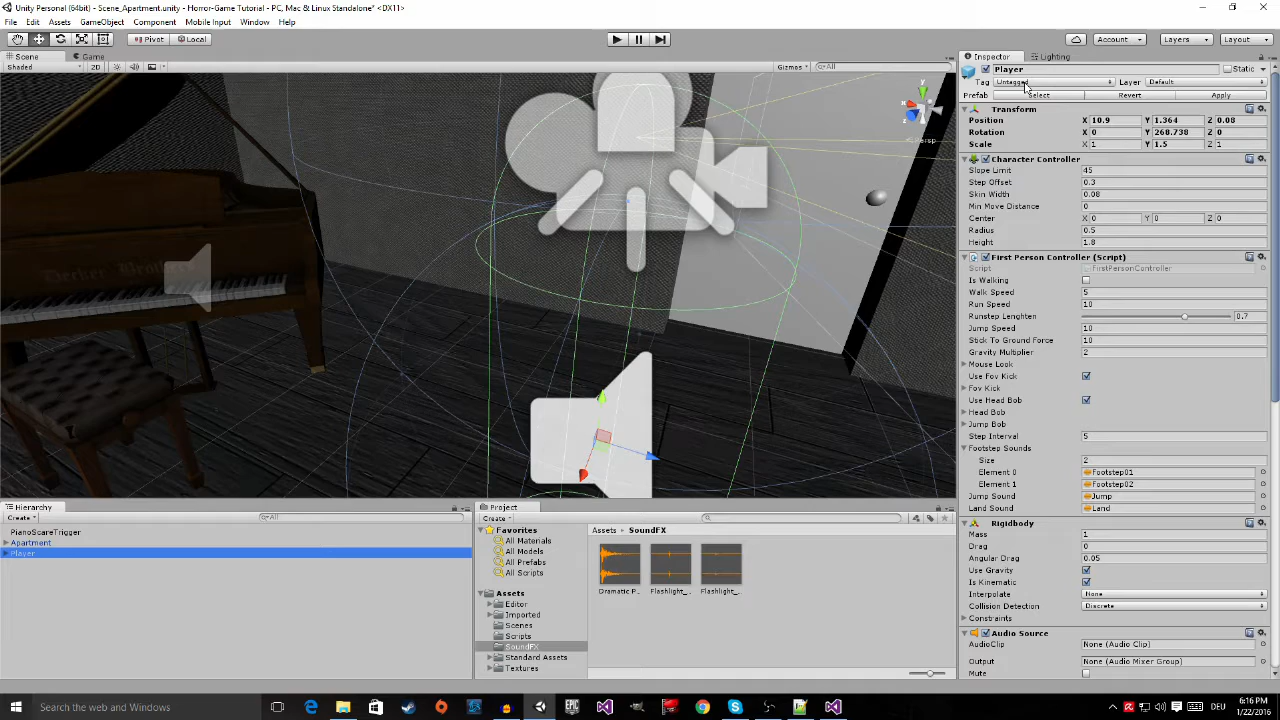 Unity Personal (64bit) - Scene_Apartment.unity - Horror-Game Tutorial - PC, Mac & Linux Standalone* <DX11>
File Edit Assets GameObject Component Mobile Input Window Help
Pivot Local Account Layers Layout
Scene Game
Shaded 2D Gizmos All
Persp
y
x
z
Decker Brothers
Inspector Lighting
Player Static
Tag Untagged Layer Default
Prefab Select Revert Apply
Transform
Position X 10.9 Y 1.364 Z 0.08
Rotation X 0 Y 268.738 Z 0
Scale X 1 Y 1.5 Z 1
Character Controller
Slope Limit 45
Step Offset 0.3
Skin Width 0.08
Min Move Distance 0
Center X 0 Y 0 Z 0
Radius 0.5
Height 1.8
First Person Controller (Script)
Script FirstPersonController
Is Walking
Walk Speed 5
Run Speed 10
Runstep Lenghten 0.7
Jump Speed 10
Stick To Ground Force 10
Gravity Multiplier 2
Mouse Look
Use Fov Kick
Fov Kick
Use Head Bob
Head Bob
Jump Bob
Step Interval 5
Footstep Sounds
Size 2
Element 0 Footstep01
Element 1 Footstep02
Jump Sound Jump
Land Sound Land
Rigidbody
Mass 1
Drag 0
Angular Drag 0.05
Use Gravity
Is Kinematic
Interpolate None
Collision Detection Discrete
Constraints
Audio Source
AudioClip None (Audio Clip)
Output None (Audio Mixer Group)
Mute
Hierarchy
Create All
PianoScareTrigger
Apartment
Player
Project
Create
Favorites
All Materials
All Models
All Prefabs
All Scripts
Assets
Editor
Imported
Scenes
Scripts
SoundFX
Standard Assets
Textures
Assets SoundFX
Dramatic P... Flashlight_... Flashlight_...
Search the web and Windows
DEU
6:16 PM
1/22/2016